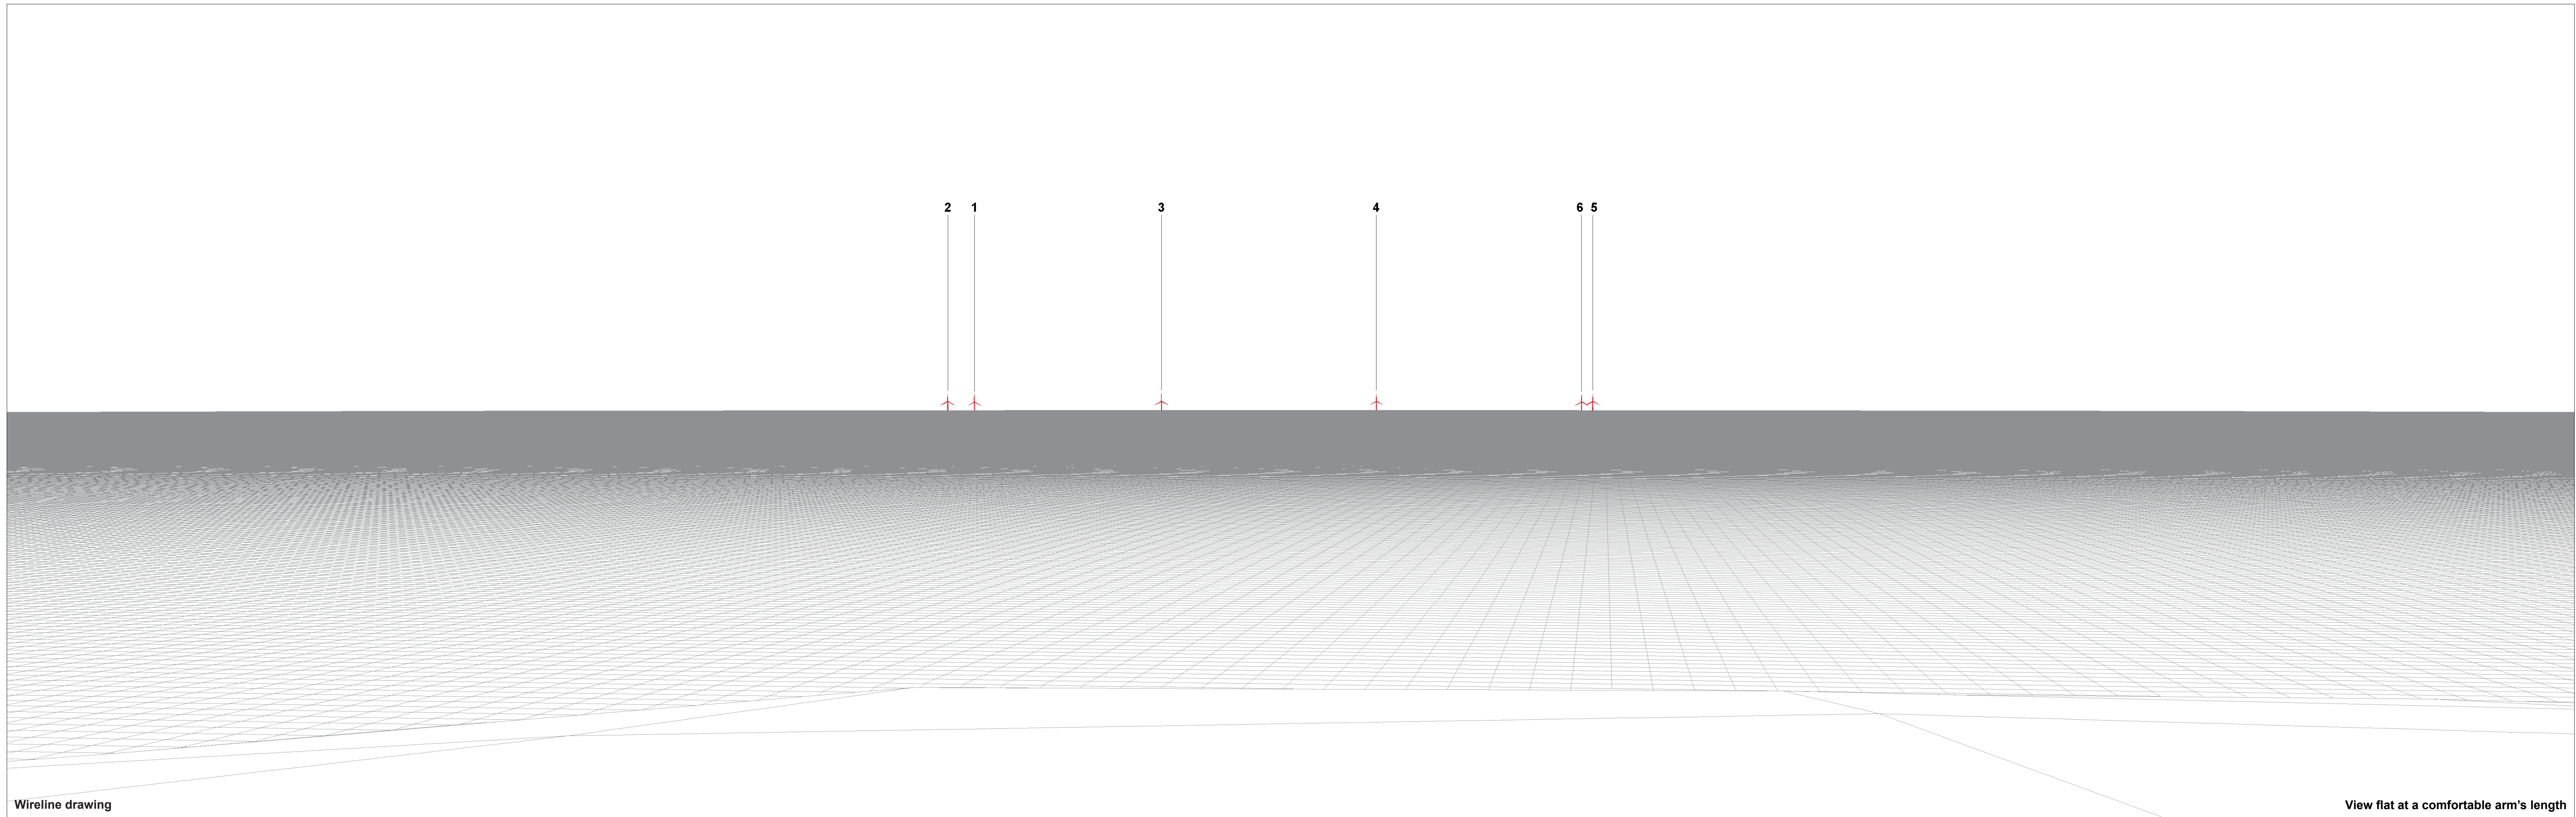 2 1 3 4 6 5
Wireline drawing
View flat at a comfortable arm's length